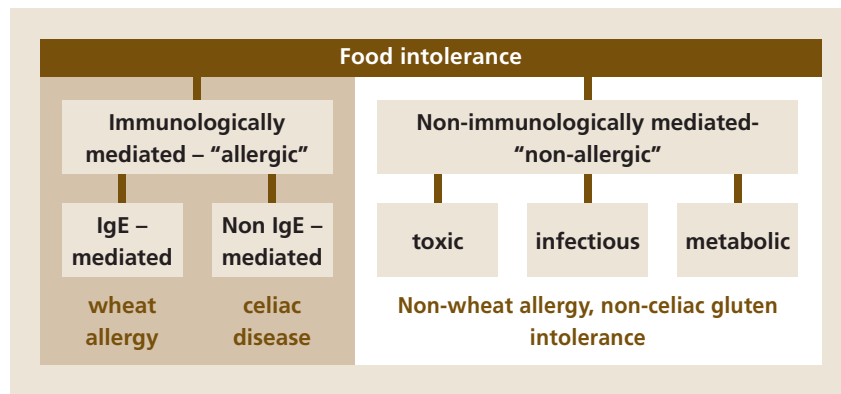 Food intolerance
Immunologically
mediated – “allergic”
Non-immunologically mediated-
“non-allergic”
IgE –
mediated
Non IgE –
mediated
toxic
infectious
metabolic
wheat
allergy
celiac
disease
Non-wheat allergy, non-celiac gluten
intolerance